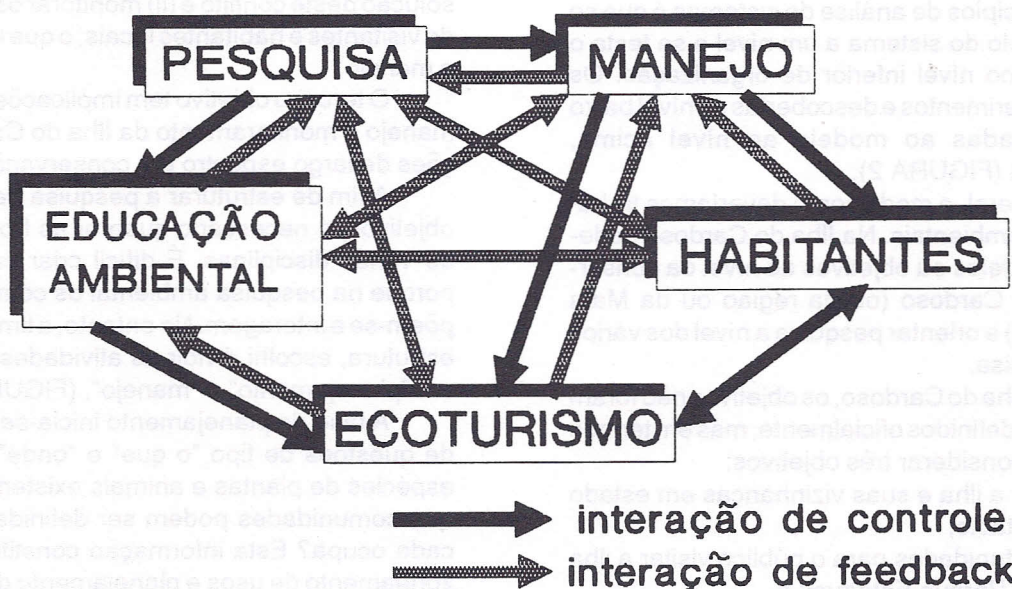 PESQUISA
MANEJO
EDUCAÇÃO
AMBIENTAL
HABITANTES
ECOTURISMO
interação de controle
interação de feedback